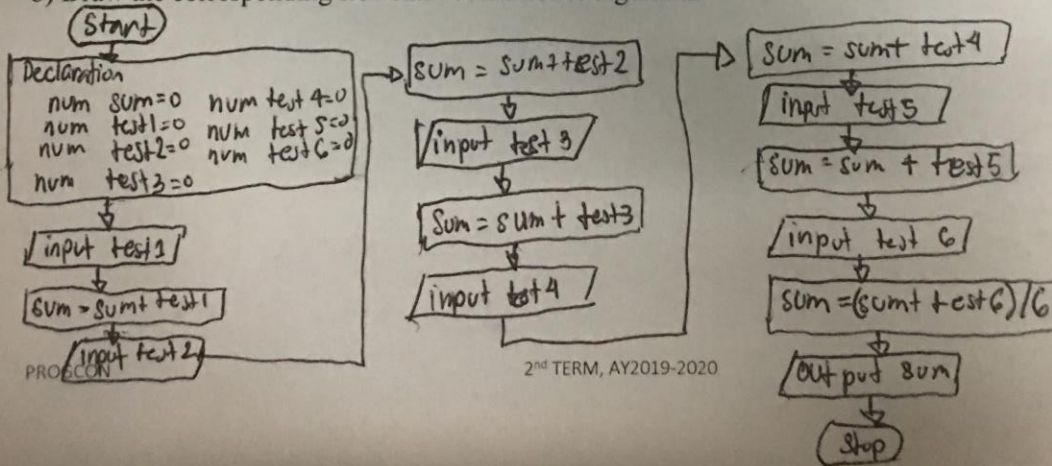 Start
Declaration
num sum=0 num test 4=0
num test1=0 num test 5=0
num test2=0 num test 6=0
num test3=0
input test1
sum=sum+test1
input test2
sum = sum+test2
input test 3
Sum=sum+ test3
input test4
sum = sum+ test4
input test5
sum=sum + test5
input test 6
sum =(sum+ test6)/6
output sum
Stop
PROGCON
2nd TERM, AY2019-2020